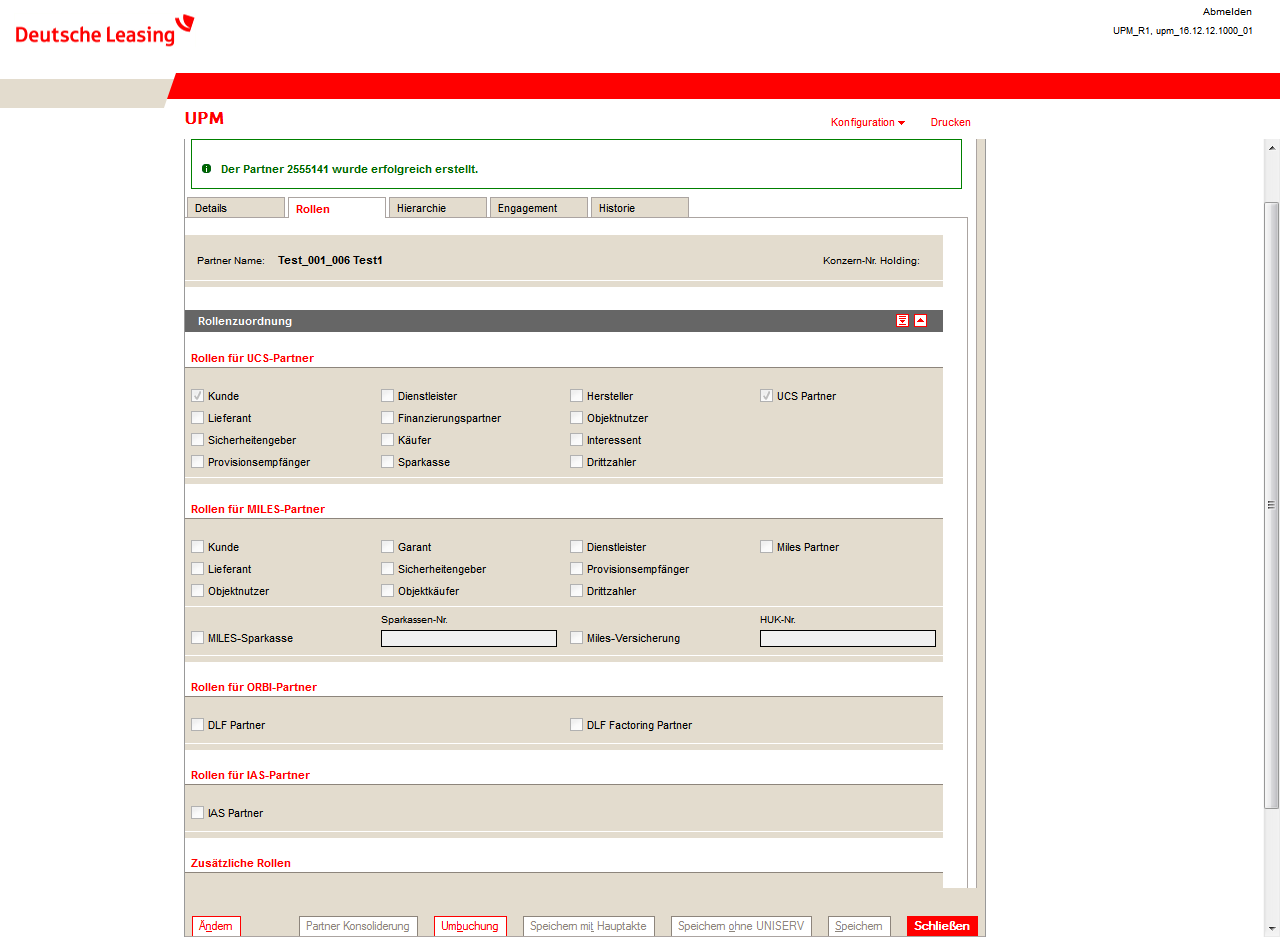 Deutsche Leasing
Abmelden
UPM_R1, upm_16.12.12.1000_01
UPM
Konfiguration
Drucken
Der Partner 2555141 wurde erfolgreich erstellt.
Details
Rollen
Hierarchie
Engagement
Historie
Partner Name: Test_001_006 Test1
Konzern-Nr. Holding:
Rollenzuordnung
Rollen für UCS-Partner
Kunde
Dienstleister
Hersteller
UCS Partner
Lieferant
Finanzierungspartner
Objektnutzer
Sicherheitengeber
Käufer
Interessent
Provisionsempfänger
Sparkasse
Drittzahler
Rollen für MILES-Partner
Kunde
Garant
Dienstleister
Miles Partner
Lieferant
Sicherheitengeber
Provisionsempfänger
Objektnutzer
Objektkäufer
Drittzahler
Sparkassen-Nr.
HUK-Nr.
MILES-Sparkasse
Miles-Versicherung
Rollen für ORBI-Partner
DLF Partner
DLF Factoring Partner
Rollen für IAS-Partner
IAS Partner
Zusätzliche Rollen
Ändern
Partner Konsolidierung
Umbuchung
Speichern mit Hauptakte
Speichern ohne UNISERV
Speichern
Schließen